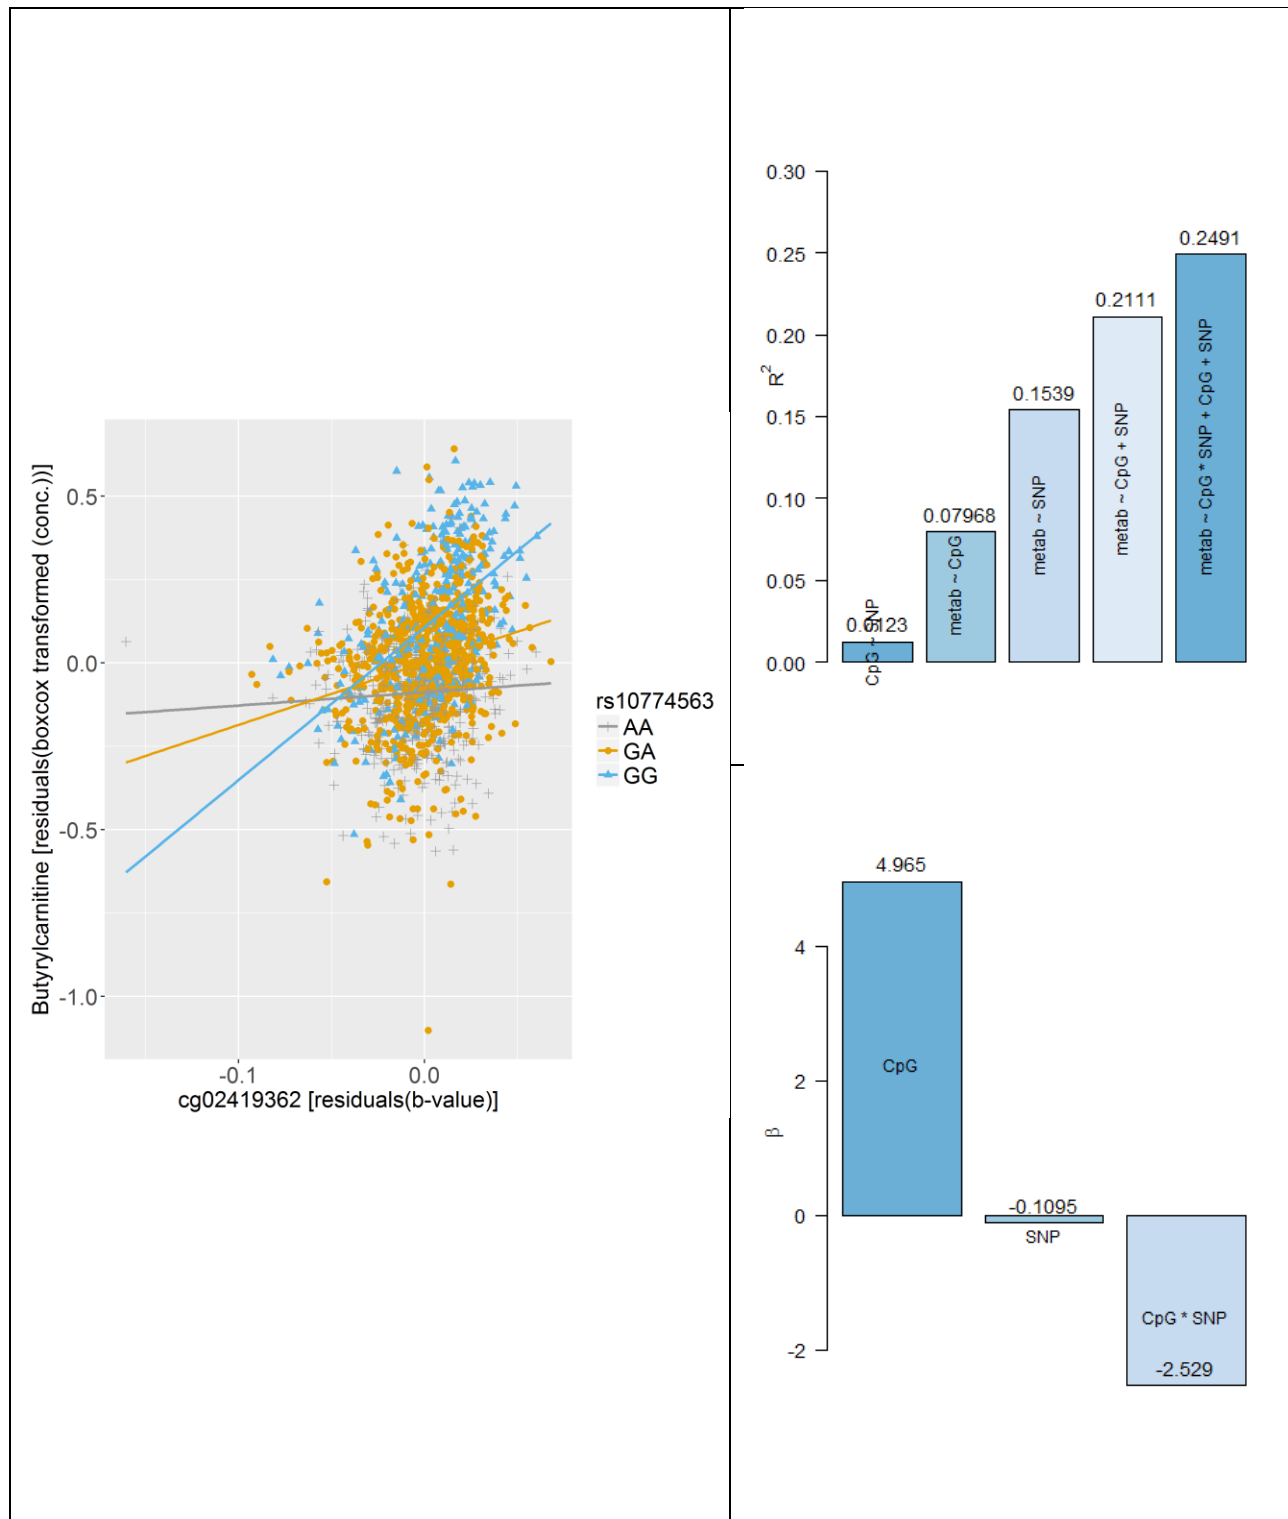 Butyrylcarnitine [residuals(boxcox transformed (conc.))]
0.5
0.0
-0.5
-1.0
-0.1
0.0
cg02419362 [residuals(b-value)]
rs10774563
AA
GA
GG
R2
0.30
0.25
0.20
0.15
0.10
0.05
0.00
0.0123
CpG ~ SNP
0.07968
metab ~ CpG
0.1539
metab ~ SNP
0.2111
metab ~ CpG + SNP
0.2491
metab ~ CpG * SNP + CpG + SNP
β
4
2
0
-2
4.965
CpG
-0.1095
SNP
CpG * SNP
-2.529